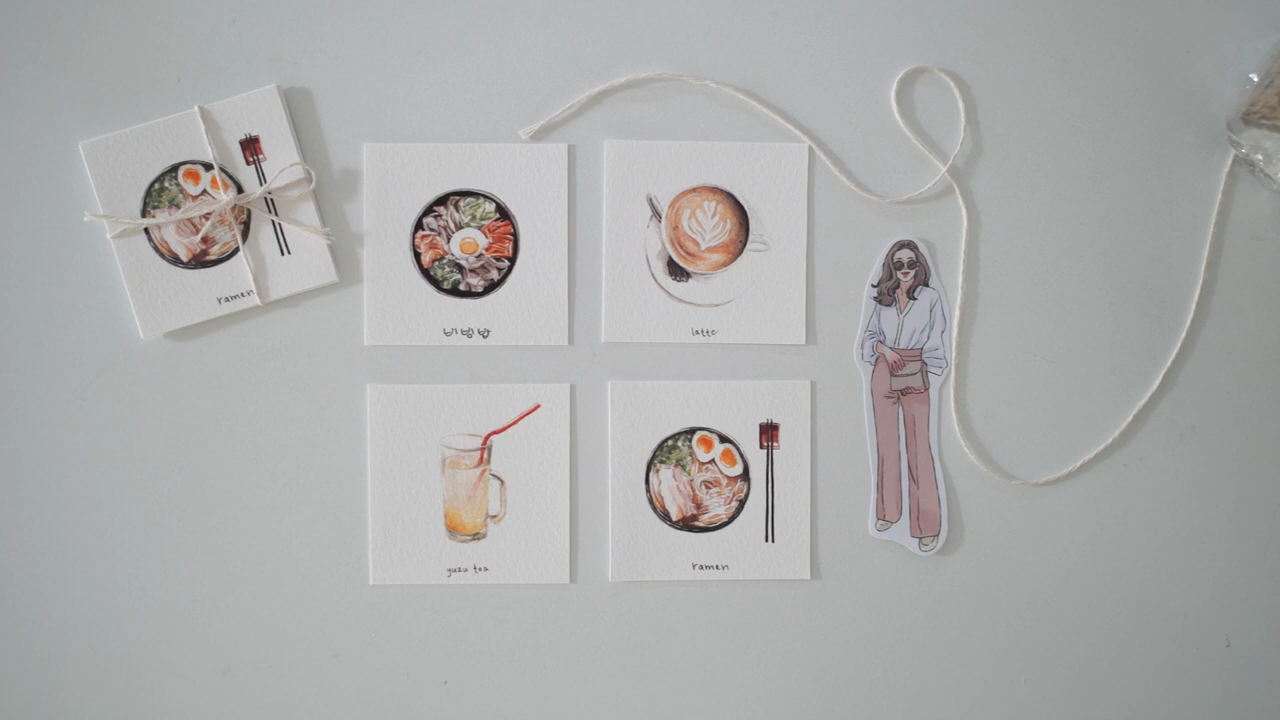 ramen
비빔밥
latte
yuzu tea
ramen